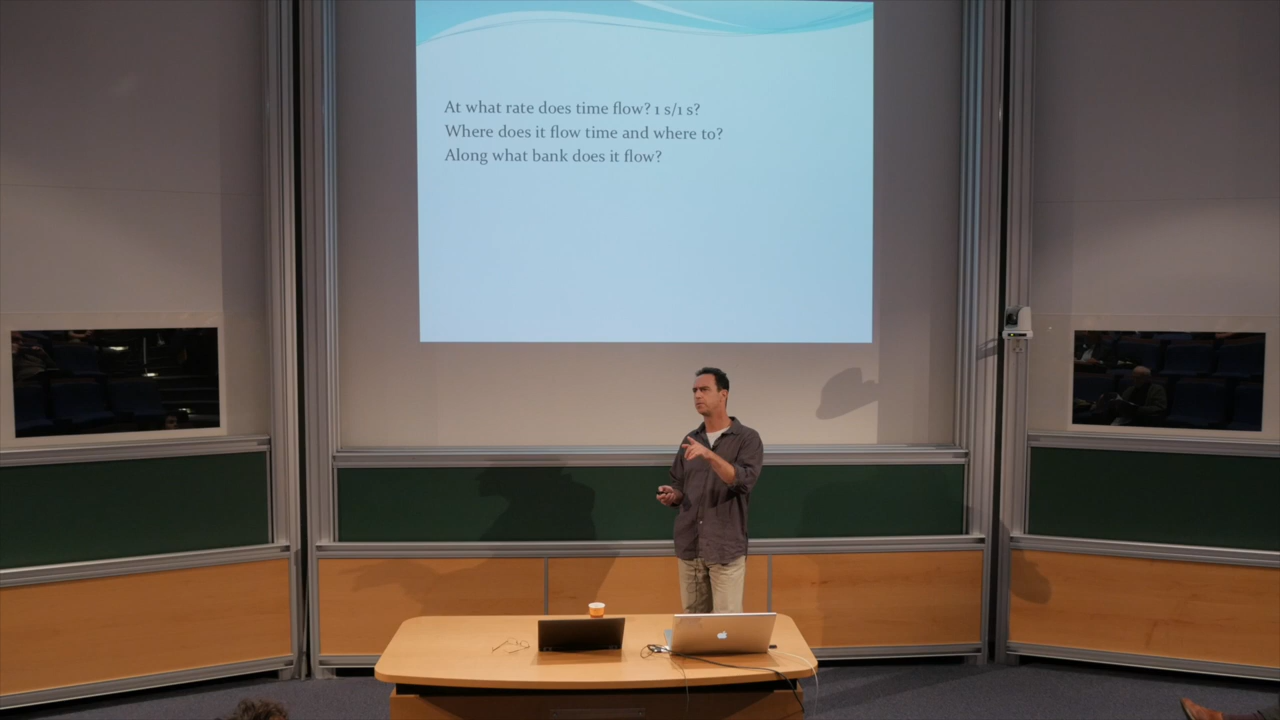 At what rate does time flow? 1 s/1 s?
Where does it flow time and where to?
Along what bank does it flow?